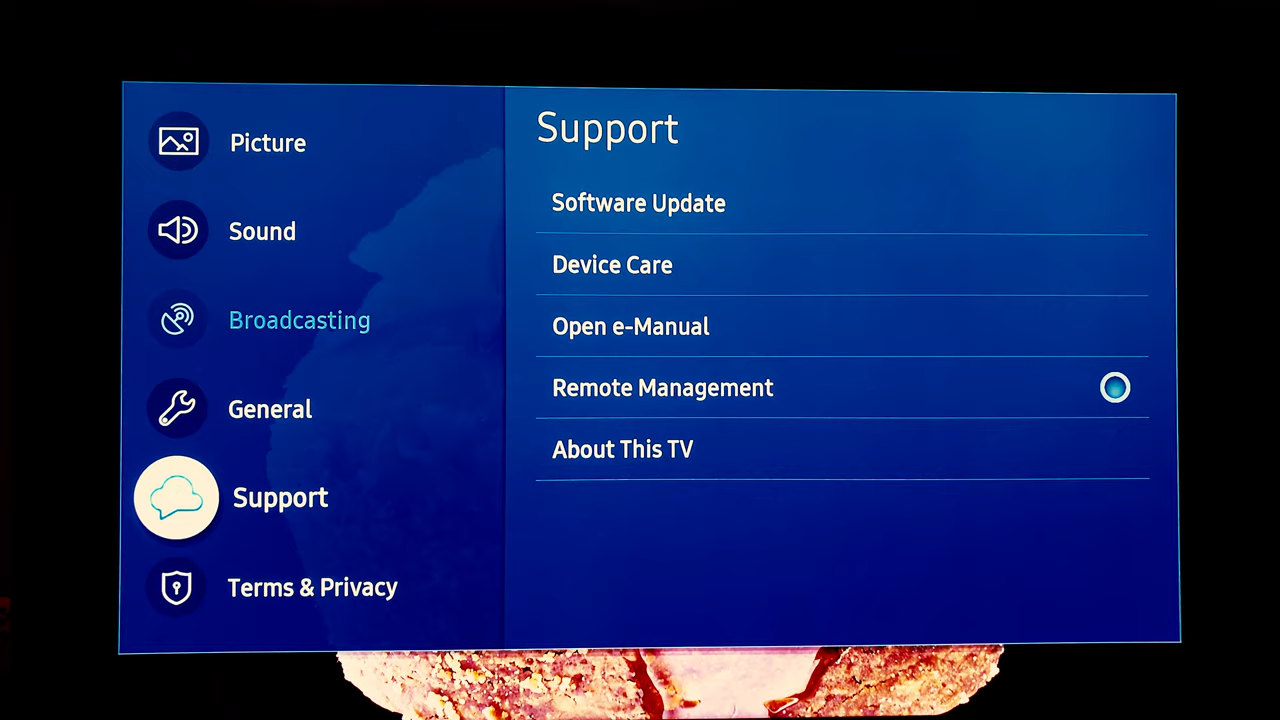 Picture
Sound
Broadcasting
General
Support
Terms & Privacy
Support
Software Update
Device Care
Open e-Manual
Remote Management
About This TV